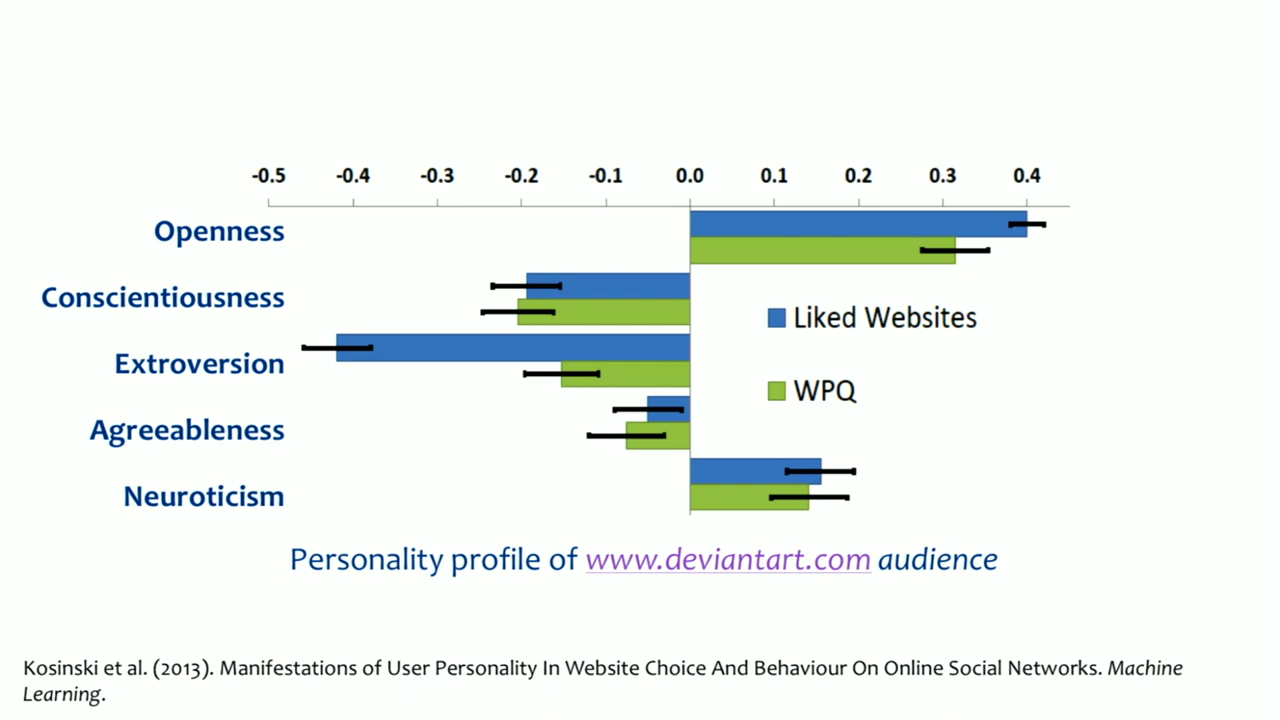 -0.5 -0.4 -0.3 -0.2 -0.1 0.0 0.1 0.2 0.3 0.4
Openness
Conscientiousness
Liked Websites
Extroversion
WPQ
Agreeableness
Neuroticism
Personality profile of www.deviantart.com audience
Kosinski et al. (2013). Manifestations of User Personality In Website Choice And Behaviour On Online Social Networks. Machine
Learning.